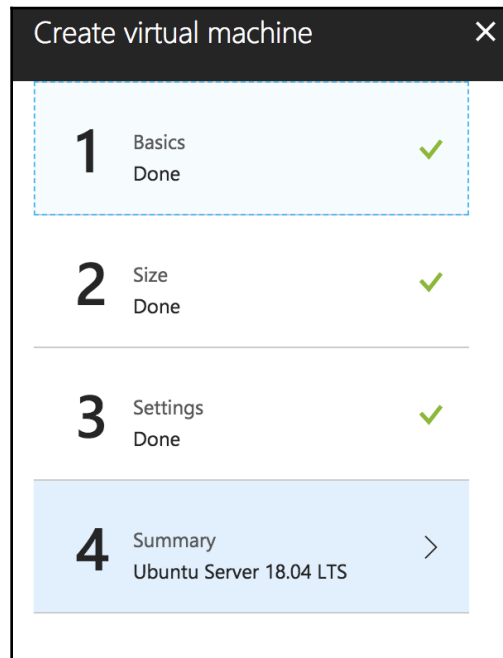 Create virtual machine
1
Basics
Done
2
Size
Done
3
Settings
Done
4
Summary
Ubuntu Server 18.04 LTS